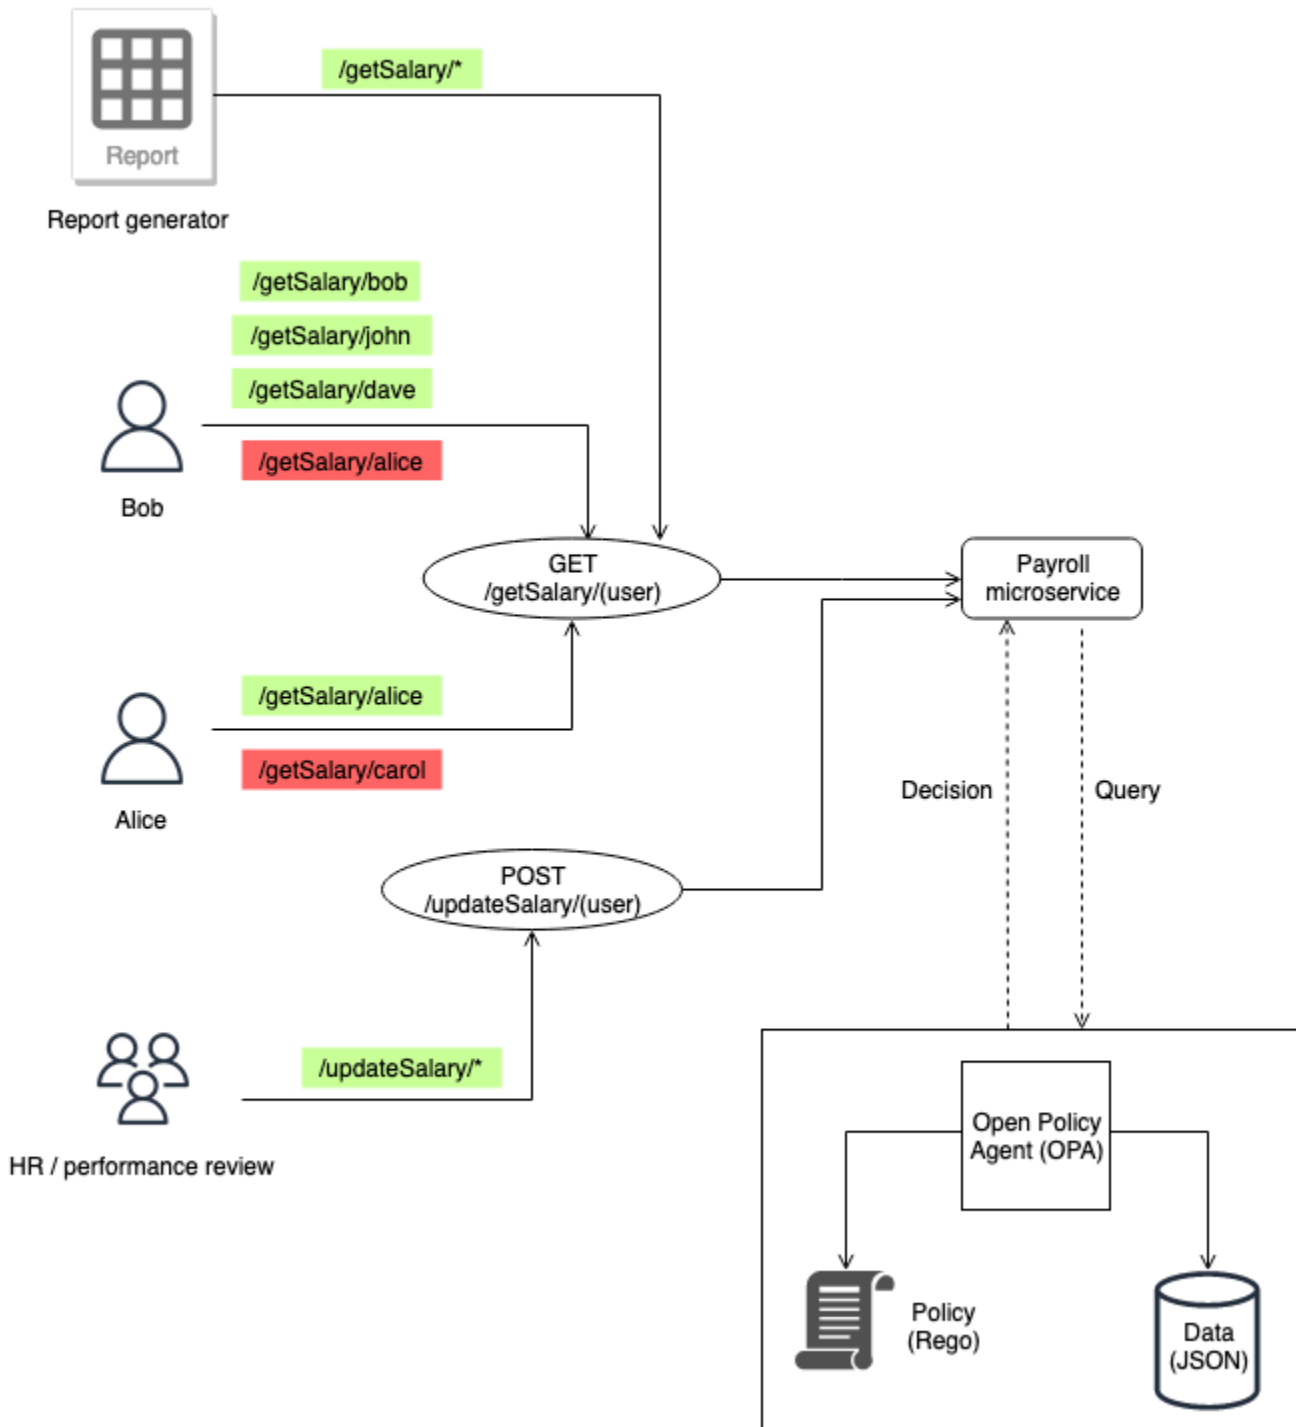 /getSalary/*
Report
Report generator
/getSalary/bob
/getSalary/john
/getSalary/dave
/getSalary/alice
Bob
GET
/getSalary/(user)
Payroll
microservice
/getSalary/alice
/getSalary/carol
Alice
Decision
Query
POST
/updateSalary/(user)
/updateSalary/*
HR / performance review
Open Policy
Agent (OPA)
Policy
(Rego)
Data
(JSON)